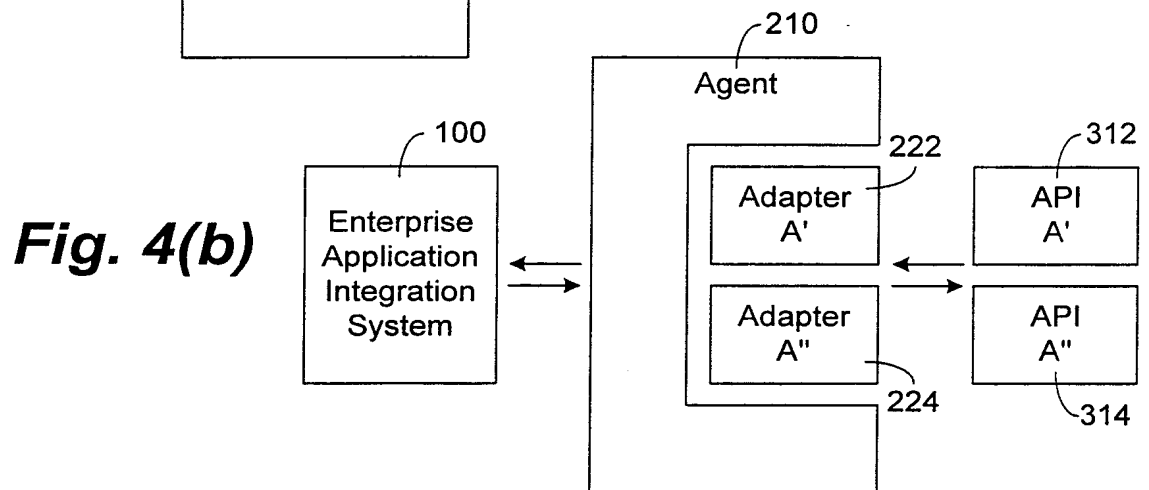 210
Agent
100
222
312
Adapter
A'
API
A'
Fig. 4(b)
Enterprise
Application
Integration
System
Adapter
A"
API
A"
224
314